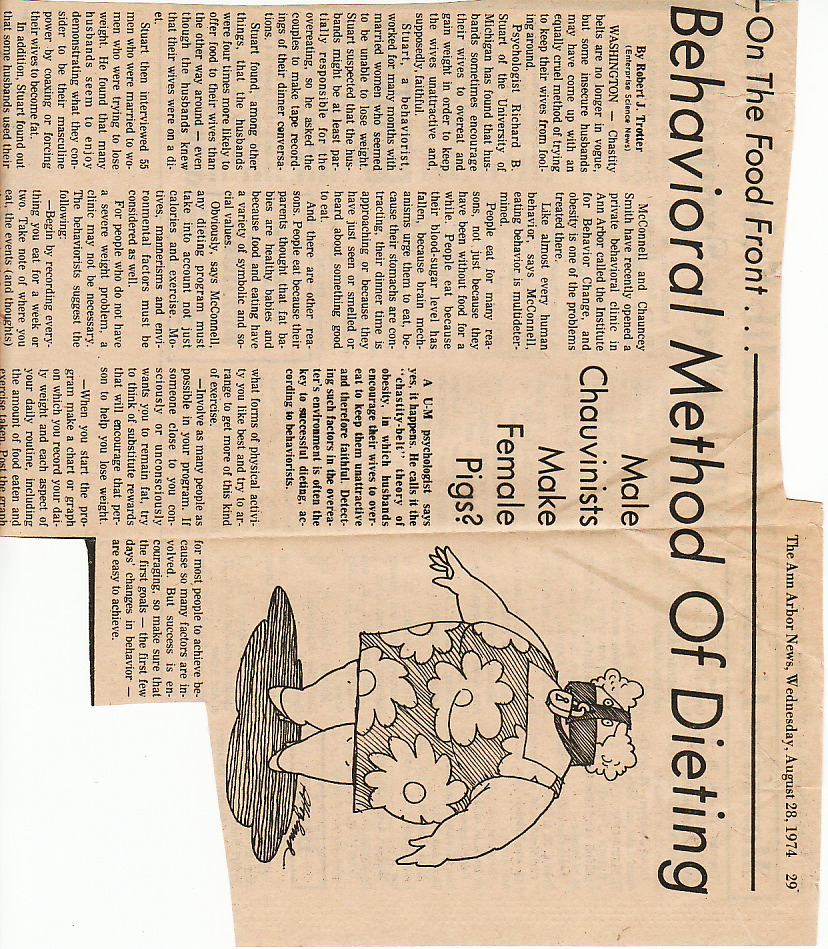 The Ann Arbor News, Wednesday, August 28, 1974 29
On The Food Front . . .
Behavioral Method Of Dieting
By Robert J. Trotter
(Enterprise Science News)
WASHINGTON — Chastity
belts are no longer in vogue,
but some insecure husbands
may have come up with an
equally cruel method of trying
to keep their wives from fool-
ing around.
Psychologist Richard B.
Stuart of the University of
Michigan has found that hus-
bands sometimes encourage
their wives to overeat and
gain weight in order to keep
the wives unattractive and,
supposedly, faithful.
Stuart, a behaviorist,
worked for many months with
married women who seemed
to be unable to lose weight.
Stuart suspected that the hus-
bands might be at least par-
tially responsible for the
overeating, so he asked the
couples to make tape record-
ings of their dinner conversa-
tions.
Stuart found, among other
things, that the husbands
were four times more likely to
offer food to their wives than
the other way around — even
though the husbands knew
that their wives were on a di-
et.
Stuart then interviewed 55
men who were married to wo-
men who were trying to lose
weight. He found that many
husbands seem to enjoy
demonstrating what they con-
sider to be their masculine
power by coaxing or forcing
their wives to become fat.
In addition, Stuart found out
that some husbands used their
McConnell and Chauncey
Smith have recently opened a
private behavioral clinic in
Ann Arbor called the Institute
for Behavior Change, and
obesity is one of the problems
treated there.
Like almost every human
behavior, says McConnell,
eating behavior is multideter-
mined.
People eat for many rea-
sons, not just because they
have been without food for a
while. People eat because
their blood-sugar level has
fallen, because brain mech-
anisms urge them to eat, be-
cause their stomachs are con-
tracting, their dinner time is
approaching or because they
have just seen or smelled or
heard about something good
to eat.
And there are other rea-
sons. People eat because their
parents thought that fat ba-
bies are healthy babies and
because food and eating have
a variety of symbolic and so-
cial values.
Obviously, says McConnell,
any dieting program must
take into account not just
calories and exercise. Mo-
tives, mannerisms and envi-
ronmental factors must be
considered as well.
For people who do not have
a severe weight problem, a
clinic may not be necessary.
The behaviorists suggest the
following:
—Begin by recording every-
thing you eat for a week or
two. Take note of where you
eat, the events (and thoughts)
Male
Chauvinists
Make
Female
Pigs?
A U-M psychologist says
yes, it happens. He calls it the
"chastity-belt" theory of
obesity, in which husbands
encourage their wives to over-
eat to keep them unattractive
and therefore faithful. Detect-
ing such factors in the overea-
ter's environment is often the
key to successful dieting, ac-
cording to behaviorists.
what forms of physical activi-
ty you like best and try to ar-
range to get more of this kind
of exercise.
—Involve as many people as
possible in your program. If
someone close to you con-
sciously or unconsciously
wants you to remain fat, try
to think of substitute rewards
that will encourage that per-
son to help you lose weight.
—When you start the pro-
gram make a chart or graph
on which you record your dai-
ly weight and each aspect of
your daily routine, including
the amount of food eaten and
exercise taken. Post the graph
for most people to achieve be-
cause so many factors are in-
volved. But success is en-
couraging, so make sure that
the first goals — the first few
days' changes in behavior —
are easy to achieve.